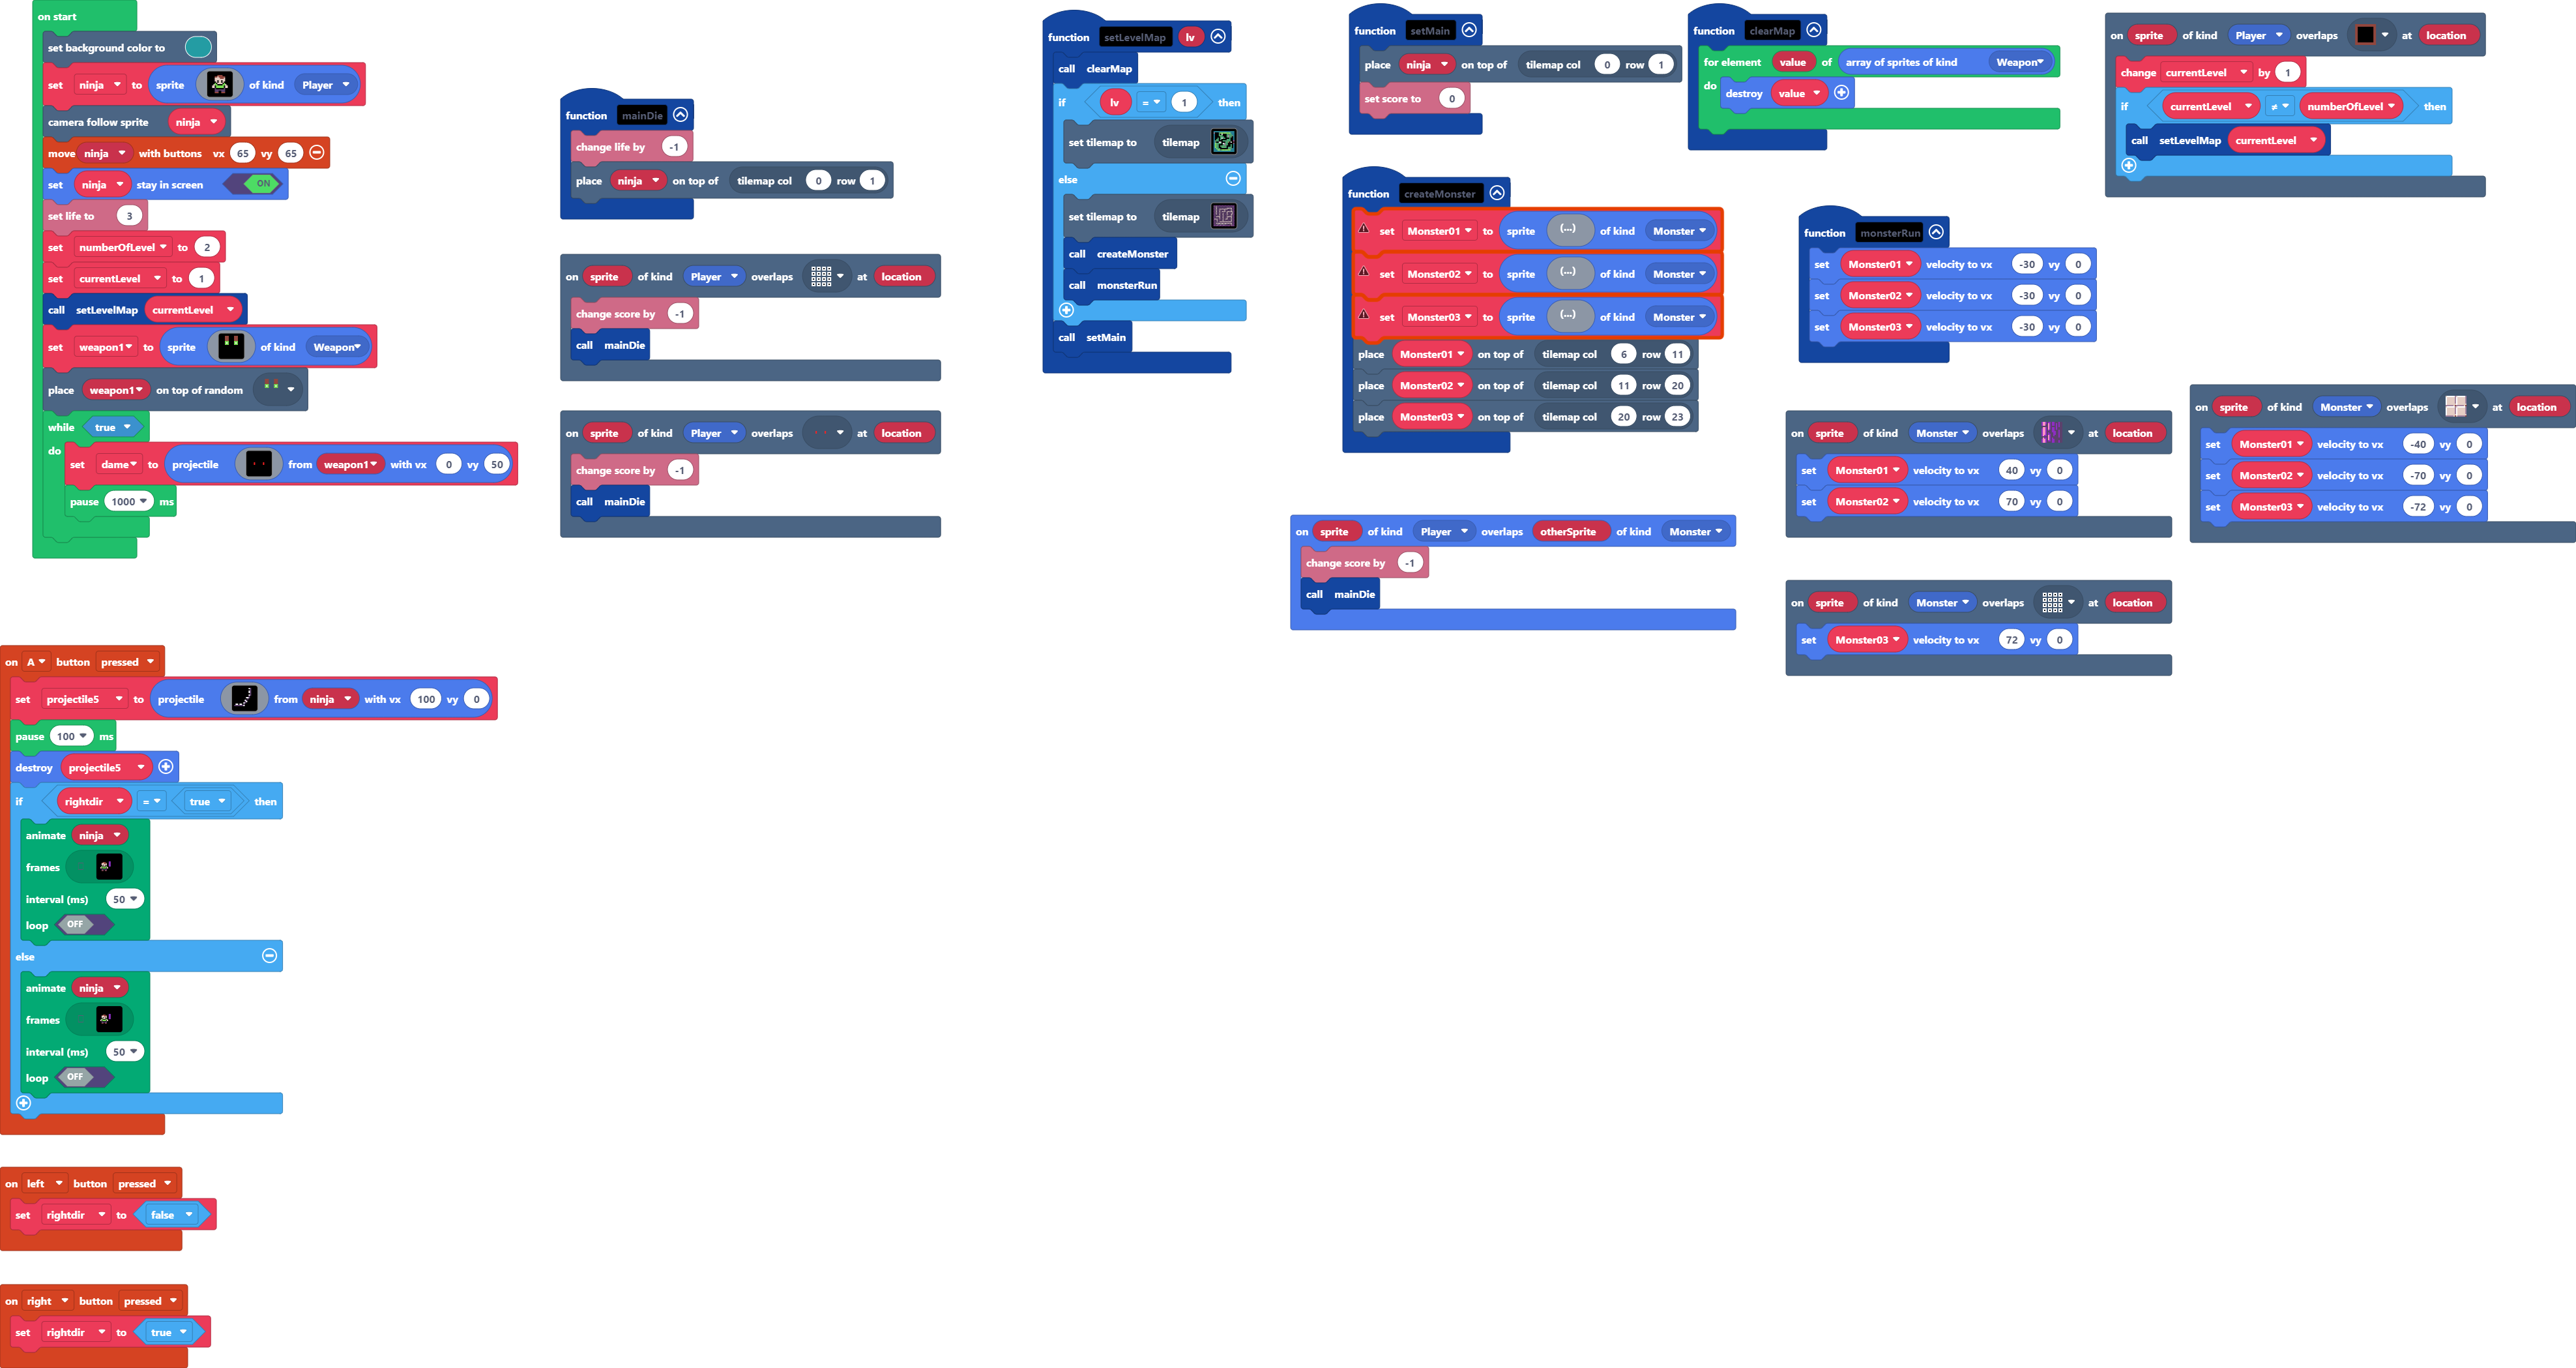 on start
set background color to
set ninja to sprite of kind Player
camera follow sprite ninja
move ninja with buttons vx 65 vy 65
set ninja stay in screen ON
set life to 3
set numberOfLevel to 2
set currentLevel to 1
call setLevelMap currentLevel
set weapon1 to sprite of kind Weapon
place weapon1 on top of random
while true
do
set dame to projectile from weapon1 with vx 0 vy 50
pause 1000 ms
function mainDie
change life by -1
place ninja on top of tilemap col 0 row 1
on sprite of kind Player overlaps at location
change score by -1
call mainDie
on sprite of kind Player overlaps at location
change score by -1
call mainDie
function setLevelMap lv
call clearMap
if lv = 1 then
set tilemap to tilemap
else
set tilemap to tilemap
call createMonster
call monsterRun
call setMain
function setMain
place ninja on top of tilemap col 0 row 1
set score to 0
function clearMap
for element value of array of sprites of kind Weapon
do
destroy value
function createMonster
set Monster01 to sprite (...) of kind Monster
set Monster02 to sprite (...) of kind Monster
set Monster03 to sprite (...) of kind Monster
place Monster01 on top of tilemap col 6 row 11
place Monster02 on top of tilemap col 11 row 20
place Monster03 on top of tilemap col 20 row 23
on sprite of kind Player overlaps at location
change currentLevel by 1
if currentLevel ≠ numberOfLevel then
call setLevelMap currentLevel
function monsterRun
set Monster01 velocity to vx -30 vy 0
set Monster02 velocity to vx -30 vy 0
set Monster03 velocity to vx -30 vy 0
on sprite of kind Monster overlaps at location
set Monster01 velocity to vx 40 vy 0
set Monster02 velocity to vx 70 vy 0
on sprite of kind Monster overlaps at location
set Monster01 velocity to vx -40 vy 0
set Monster02 velocity to vx -70 vy 0
set Monster03 velocity to vx -72 vy 0
on sprite of kind Player overlaps otherSprite of kind Monster
change score by -1
call mainDie
on sprite of kind Monster overlaps at location
set Monster03 velocity to vx 72 vy 0
on A button pressed
set projectile5 to projectile from ninja with vx 100 vy 0
pause 100 ms
destroy projectile5
if rightdir = true then
animate ninja
frames
interval (ms) 50
loop OFF
else
animate ninja
frames
interval (ms) 50
loop OFF
on left button pressed
set rightdir to false
on right button pressed
set rightdir to true